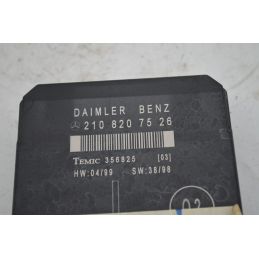 DAIMLER BENZ
210 820 75 26
TEMIC 356825 [03]
HW:04/99 SW:38/98